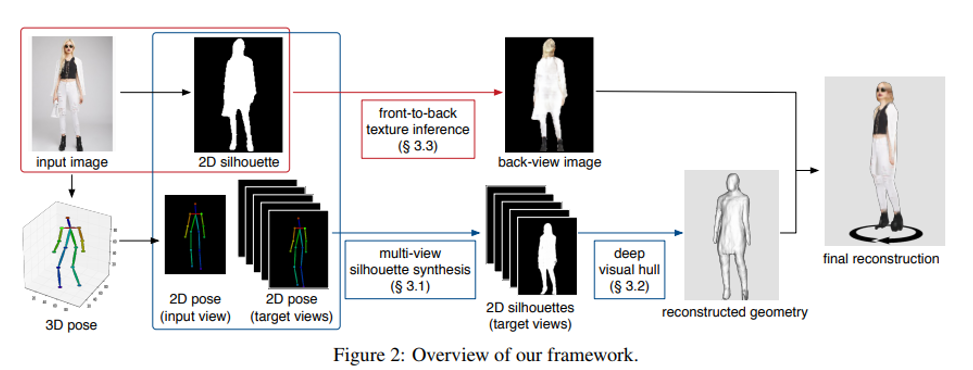 input image
2D silhouette
front-to-back
texture inference
(§ 3.3)
back-view image
3D pose
2D pose
(input view)
2D pose
(target views)
multi-view
silhouette synthesis
(§ 3.1)
2D silhouettes
(target views)
deep
visual hull
(§ 3.2)
reconstructed geometry
final reconstruction
Figure 2: Overview of our framework.